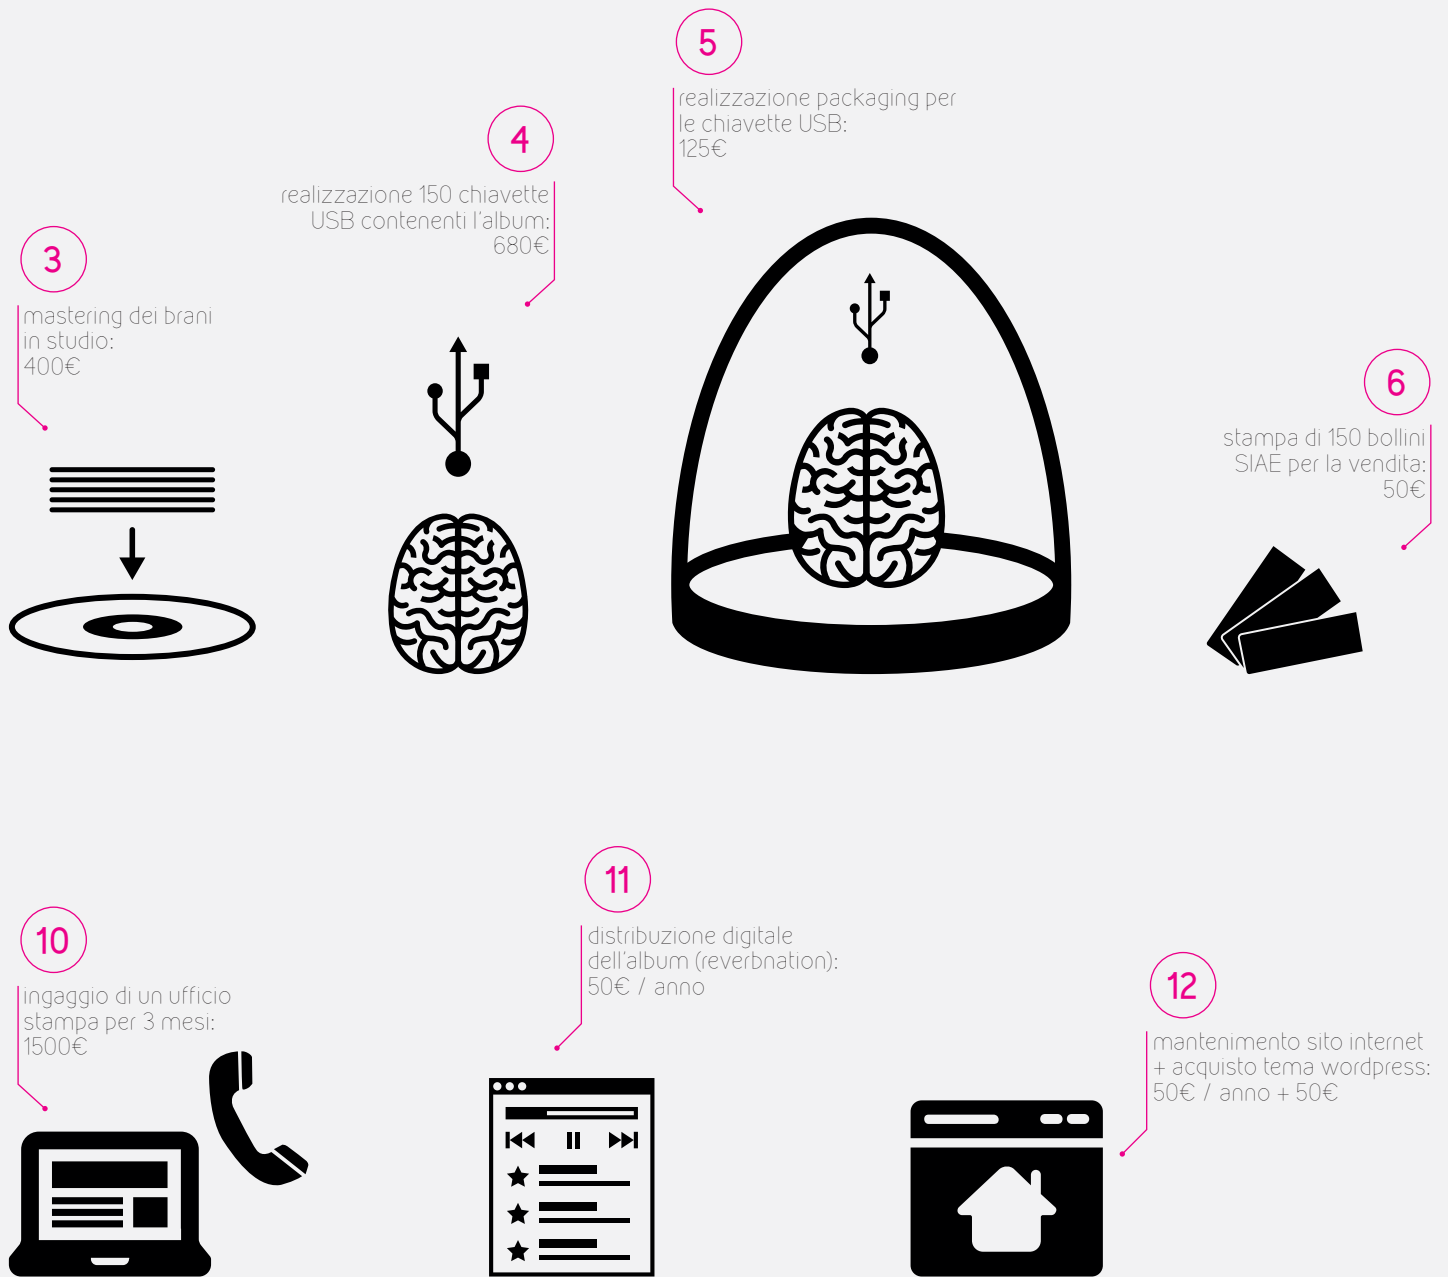 3
mastering dei brani
in studio:
400€
4
realizzazione 150 chiavette
USB contenenti l'album:
680€
5
realizzazione packaging per
le chiavette USB:
125€
6
stampa di 150 bollini
SIAE per la vendita:
50€
10
ingaggio di un ufficio
stampa per 3 mesi:
1500€
11
distribuzione digitale
dell'album (reverbnation):
50€ / anno
12
mantenimento sito internet
+ acquisto tema wordpress:
50€ / anno + 50€